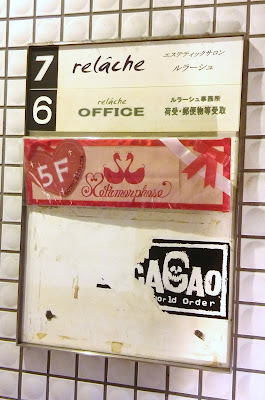 7 relâche エステティックサロン
ルラーシュ
6 relâche ルラーシュ事務所
OFFICE 荷受・郵便物等受取
5F Metamorphose
CACAO
World Order